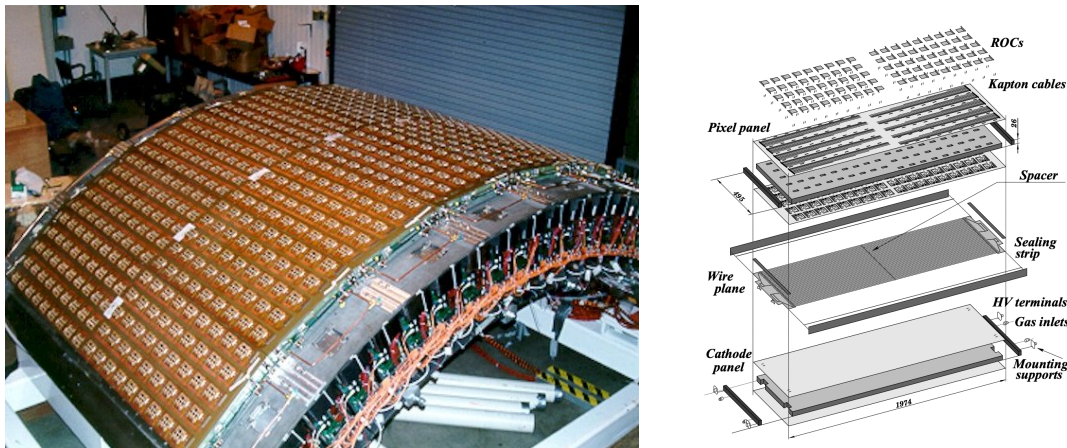 ROCs
Kapton cables
Pixel panel
26
Spacer
495
Sealing
strip
Wire
plane
HV terminals
Gas inlets
Cathode
panel
Mounting
supports
1974